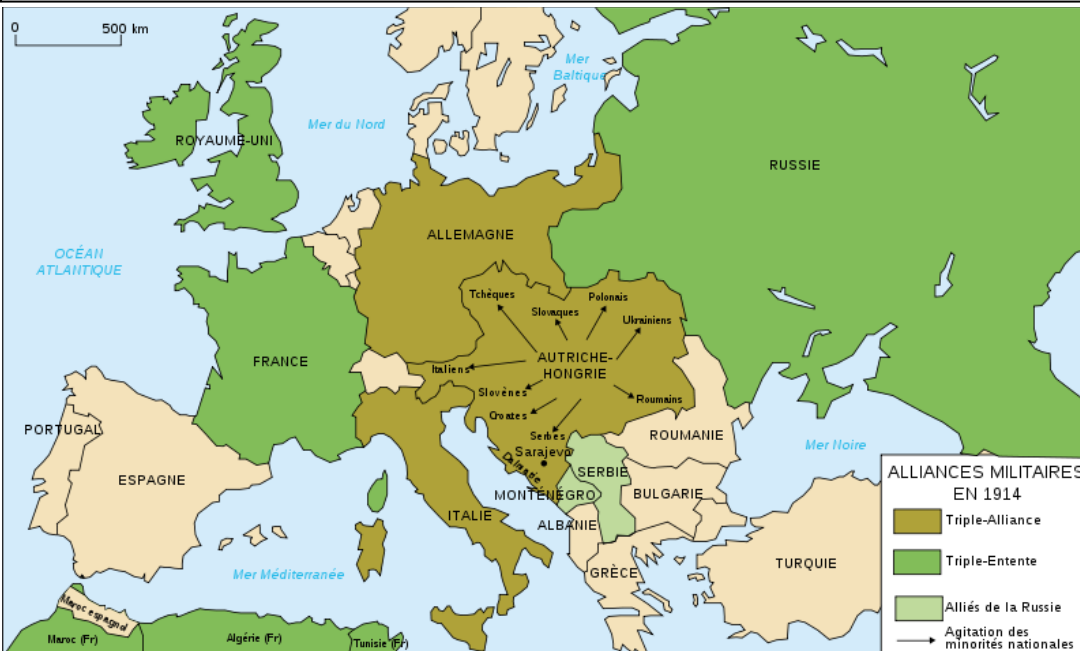 0 500 km
Mer
Baltique
Mer du Nord
ROYAUME-UNI
RUSSIE
OCÉAN
ATLANTIQUE
ALLEMAGNE
Tchèques
Slovaques
Polonais
Ukrainiens
FRANCE
AUTRICHE-
HONGRIE
Italiens
Slovènes
Croates
Roumains
Serbes
Sarajevo
Dalmatie
PORTUGAL
ESPAGNE
ROUMANIE
Mer Noire
SERBIE
MONTÉNÉGRO
BULGARIE
ITALIE
ALBANIE
GRÈCE
TURQUIE
Mer Méditerranée
Maroc espagnol
Maroc (Fr)
Algérie (Fr)
Tunisie (Fr)
ALLIANCES MILITAIRES
EN 1914
Triple-Alliance
Triple-Entente
Alliés de la Russie
Agitation des
minorités nationales